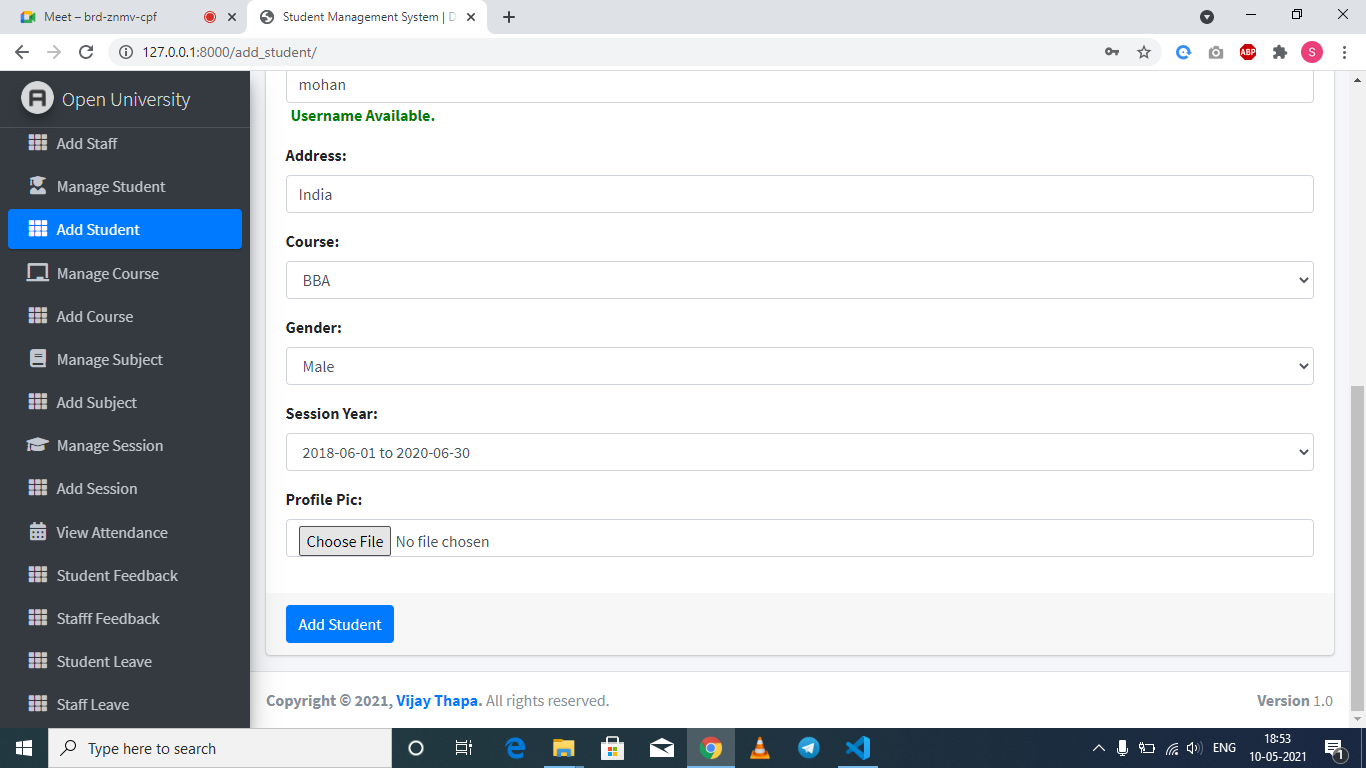 Meet – brd-znmv-cpf
Student Management System | D
127.0.0.1:8000/add_student/
ABP
S
Open University
Add Staff
Manage Student
Add Student
Manage Course
Add Course
Manage Subject
Add Subject
Manage Session
Add Session
View Attendance
Student Feedback
Stafff Feedback
Student Leave
Staff Leave
mohan
Username Available.
Address:
India
Course:
BBA
Gender:
Male
Session Year:
2018-06-01 to 2020-06-30
Profile Pic:
Choose File No file chosen
Add Student
Copyright © 2021, Vijay Thapa. All rights reserved.
Version 1.0
Type here to search
ENG
18:53
10-05-2021
1